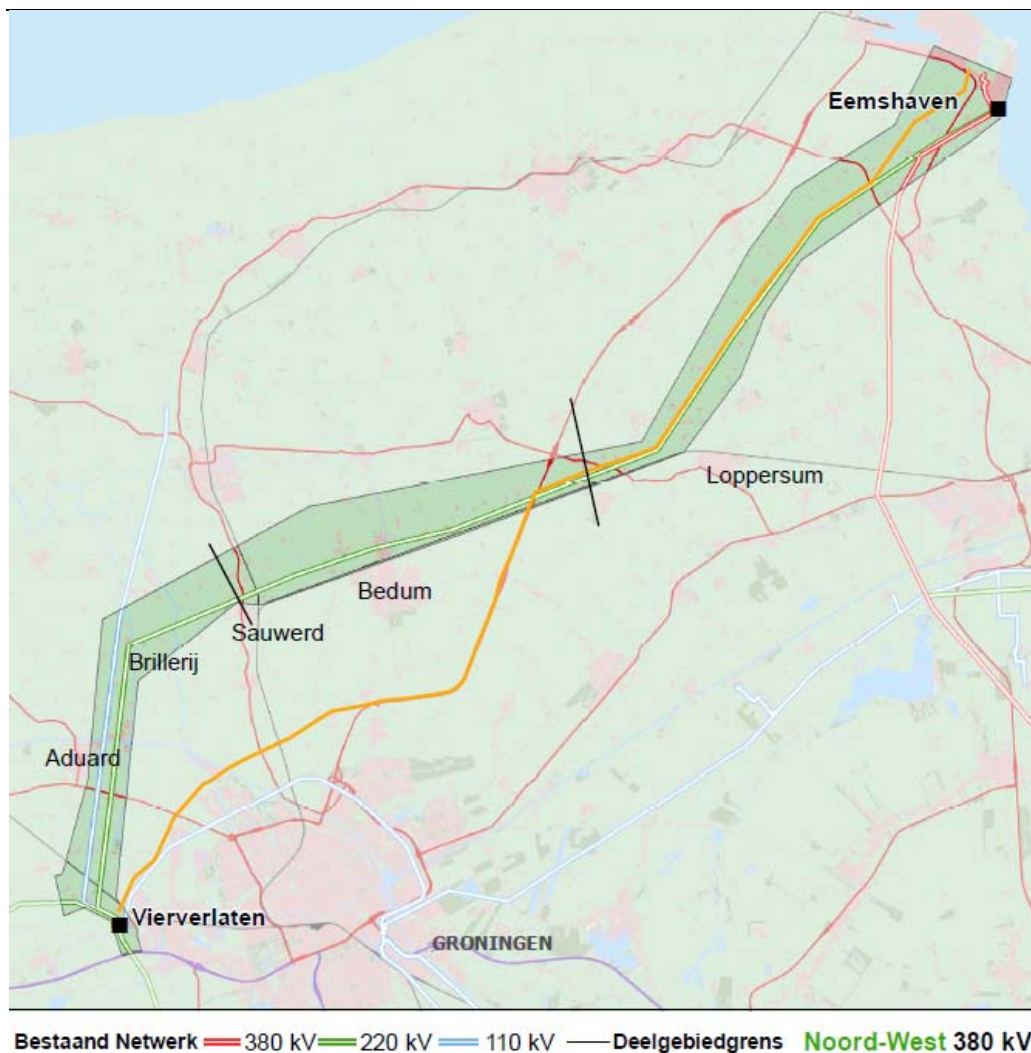 Eemshaven
Loppersum
Bedum
Sauwerd
Brillerij
Aduard
Vierverlaten
GRONINGEN
Bestaand Netwerk 380 kV 220 kV 110 kV Deelgebiedgrens Noord-West 380 kV